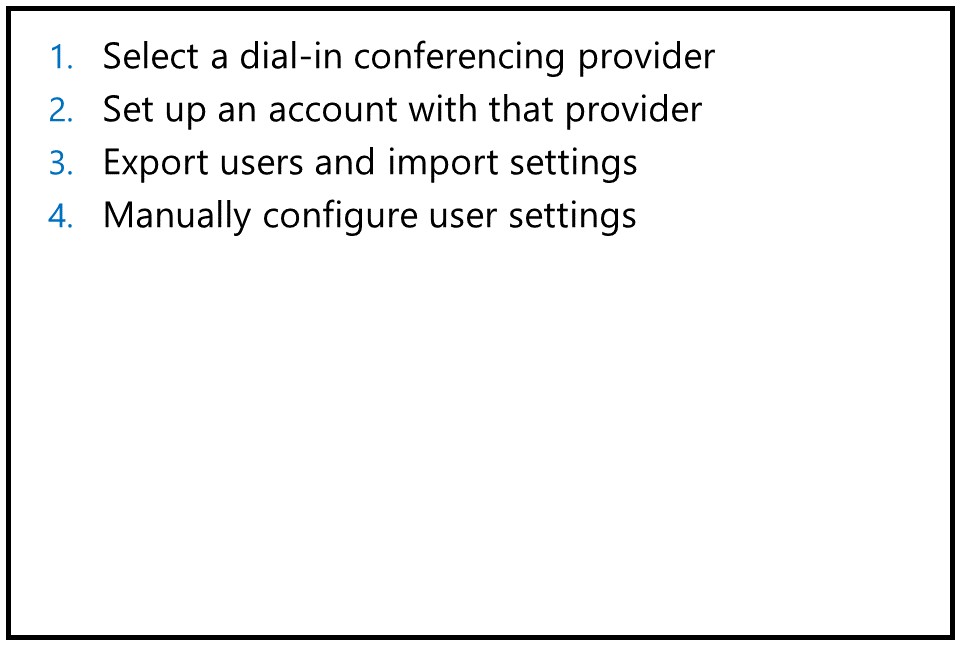 1. Select a dial-in conferencing provider
2. Set up an account with that provider
3. Export users and import settings
4. Manually configure user settings